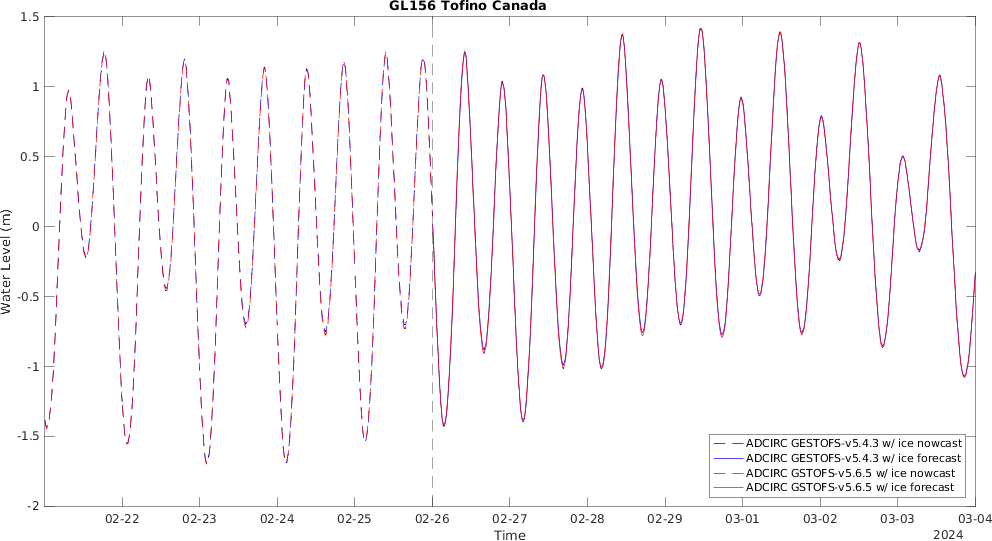 GL156 Tofino Canada
1.5
1
0.5
0
-0.5
-1
-1.5
-2
Water Level (m)
ADCIRC GESTOFS-v5.4.3 w/ ice nowcast
ADCIRC GESTOFS-v5.4.3 w/ ice forecast
ADCIRC GSTOFS-v5.6.5 w/ ice nowcast
ADCIRC GSTOFS-v5.6.5 w/ ice forecast
02-22 02-23 02-24 02-25 02-26 02-27 02-28 02-29 03-01 03-02 03-03 03-04
Time
2024